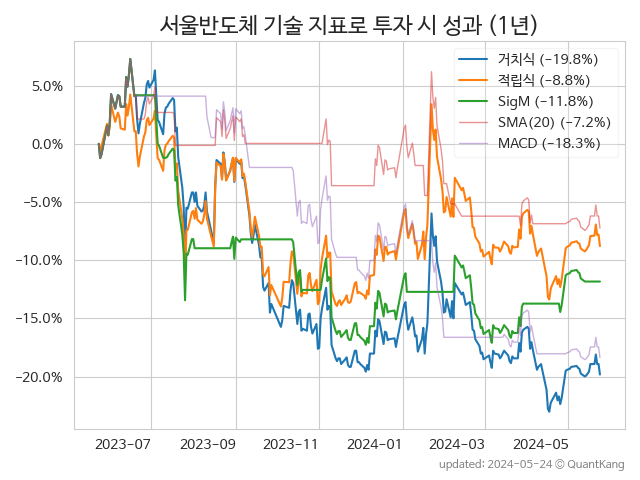 서울반도체 기술 지표로 투자 시 성과 (1년)
거치식 (−19.8%)
적립식 (−8.8%)
SigM (−11.8%)
SMA(20) (−7.2%)
MACD (−18.3%)
5.0%
0.0%
−5.0%
−10.0%
−15.0%
−20.0%
2023-07 2023-09 2023-11 2024-01 2024-03 2024-05
updated: 2024-05-24 © QuantKang